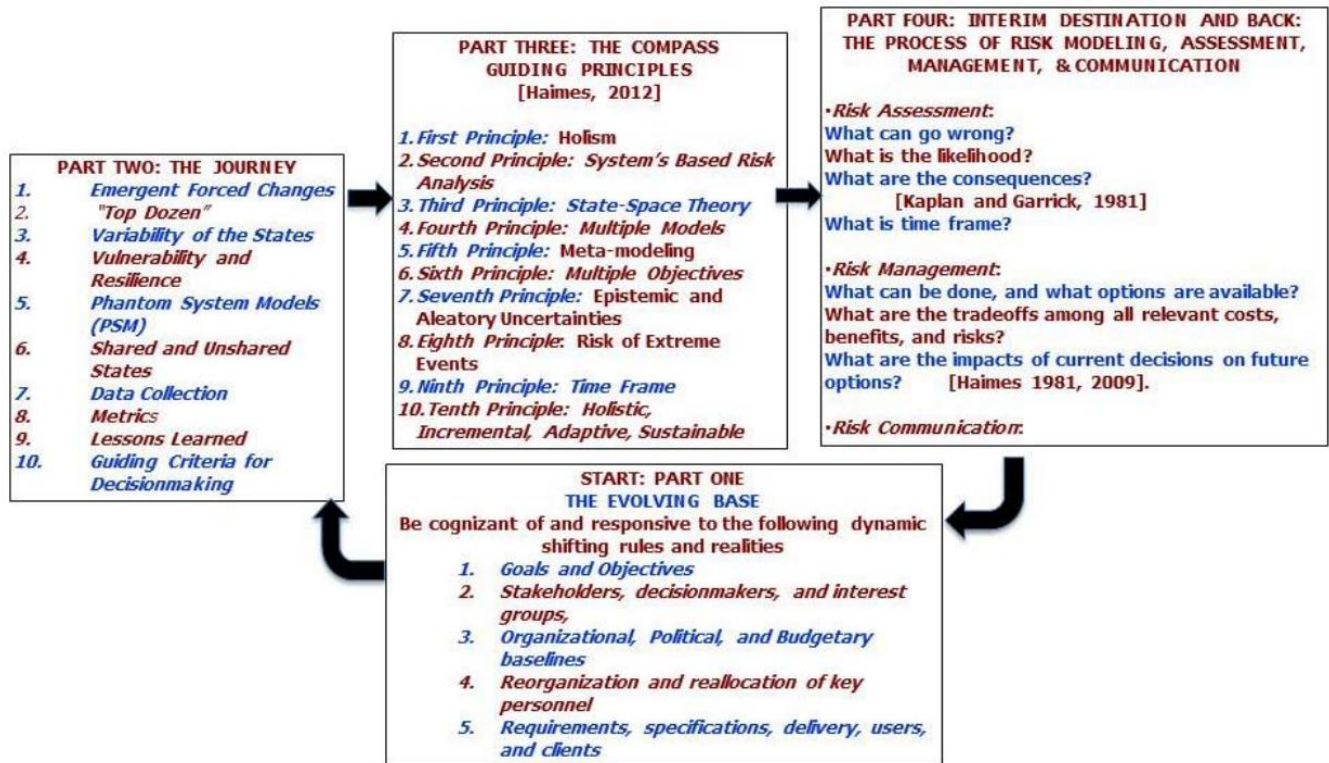 PART TWO: THE JOURNEY
1. Emergent Forced Changes
2. "Top Dozen"
3. Variability of the States
4. Vulnerability and
Resilience
5. Phantom System Models
(PSM)
6. Shared and Unshared
States
7. Data Collection
8. Metrics
9. Lessons Learned
10. Guiding Criteria for
Decisionmaking
PART THREE: THE COMPASS
GUIDING PRINCIPLES
[Haimes, 2012]
1. First Principle: Holism
2. Second Principle: System's Based Risk
Analysis
3. Third Principle: State-Space Theory
4. Fourth Principle: Multiple Models
5. Fifth Principle: Meta-modeling
6. Sixth Principle: Multiple Objectives
7. Seventh Principle: Epistemic and
Aleatory Uncertainties
8. Eighth Principle: Risk of Extreme
Events
9. Ninth Principle: Time Frame
10. Tenth Principle: Holistic,
Incremental, Adaptive, Sustainable
PART FOUR: INTERIM DESTINATION AND BACK:
THE PROCESS OF RISK MODELING, ASSESSMENT,
MANAGEMENT, & COMMUNICATION
•Risk Assessment:
What can go wrong?
What is the likelihood?
What are the consequences?
[Kaplan and Garrick, 1981]
What is time frame?
•Risk Management:
What can be done, and what options are available?
What are the tradeoffs among all relevant costs,
benefits, and risks?
What are the impacts of current decisions on future
options? [Haimes 1981, 2009].
•Risk Communication:
START: PART ONE
THE EVOLVING BASE
Be cognizant of and responsive to the following dynamic
shifting rules and realities
1. Goals and Objectives
2. Stakeholders, decisionmakers, and interest
groups,
3. Organizational, Political, and Budgetary
baselines
4. Reorganization and reallocation of key
personnel
5. Requirements, specifications, delivery, users,
and clients